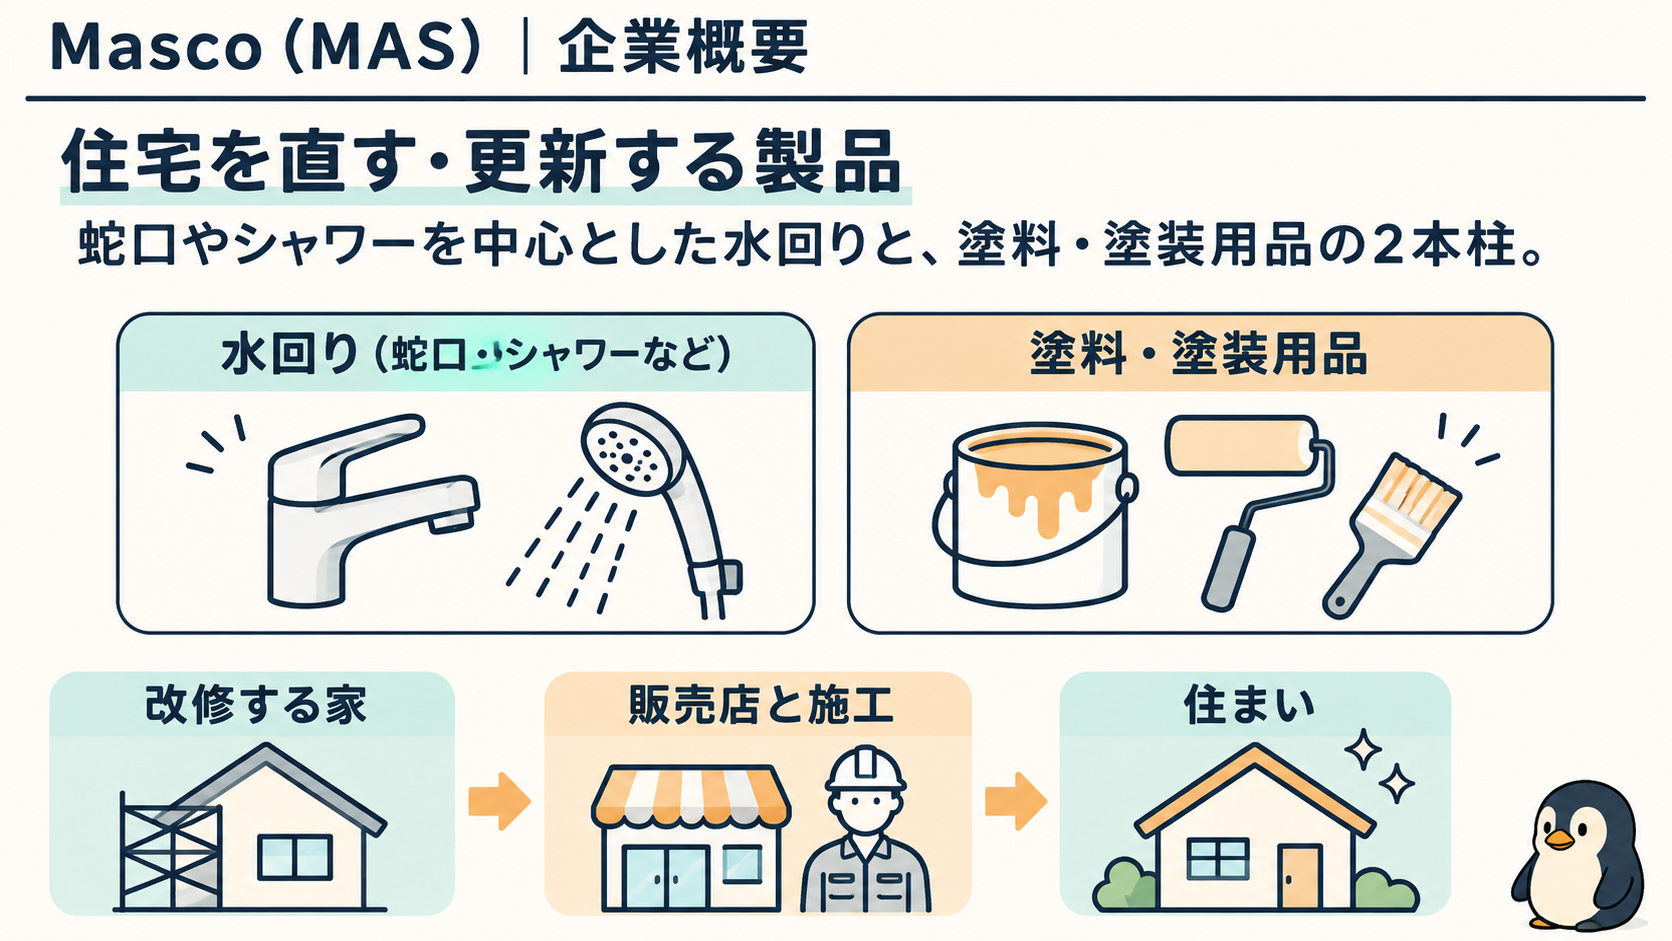 Masco（MAS）｜企業概要
住宅を直す・更新する製品
蛇口やシャワーを中心とした水回りと、塗料・塗装用品の2本柱。
水回り（蛇口・シャワーなど）
塗料・塗装用品
改修する家
販売店と施工
住まい